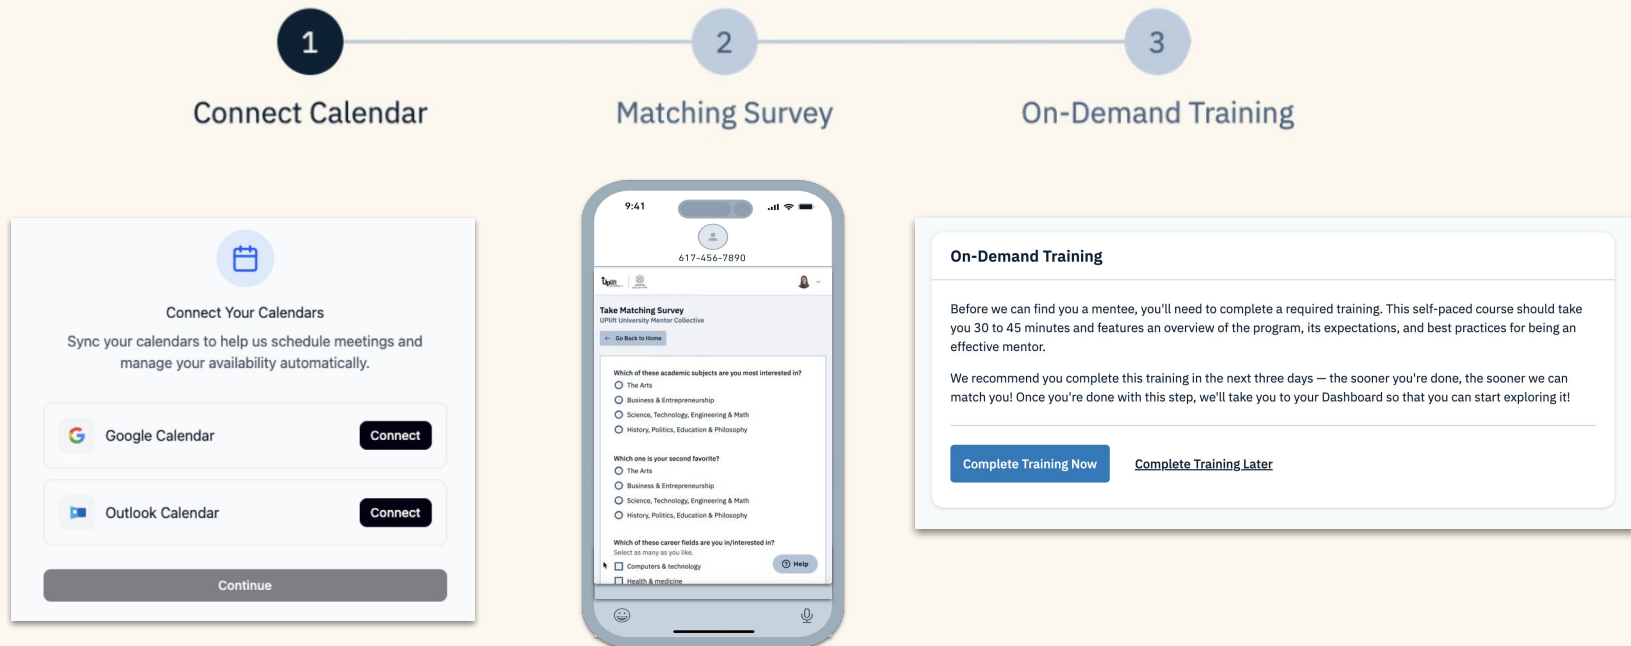 1
2
3
Connect Calendar
Matching Survey
On-Demand Training
Connect Your Calendars
Sync your calendars to help us schedule meetings and
manage your availability automatically.
Google Calendar
Connect
Outlook Calendar
Connect
Continue
9:41
617-456-7890
Uplift
Take Matching Survey
UPlift University Mentor Collective
← Go Back to Home
Which of these academic subjects are you most interested in?
The Arts
Business & Entrepreneurship
Science, Technology, Engineering & Math
History, Politics, Education & Philosophy
Which one is your second favorite?
The Arts
Business & Entrepreneurship
Science, Technology, Engineering & Math
History, Politics, Education & Philosophy
Which of these career fields are you in/interested in?
Select as many as you like.
Computers & technology
Health & medicine
? Help
On-Demand Training
Before we can find you a mentee, you'll need to complete a required training. This self-paced course should take
you 30 to 45 minutes and features an overview of the program, its expectations, and best practices for being an
effective mentor.
We recommend you complete this training in the next three days — the sooner you're done, the sooner we can
match you! Once you're done with this step, we'll take you to your Dashboard so that you can start exploring it!
Complete Training Now
Complete Training Later